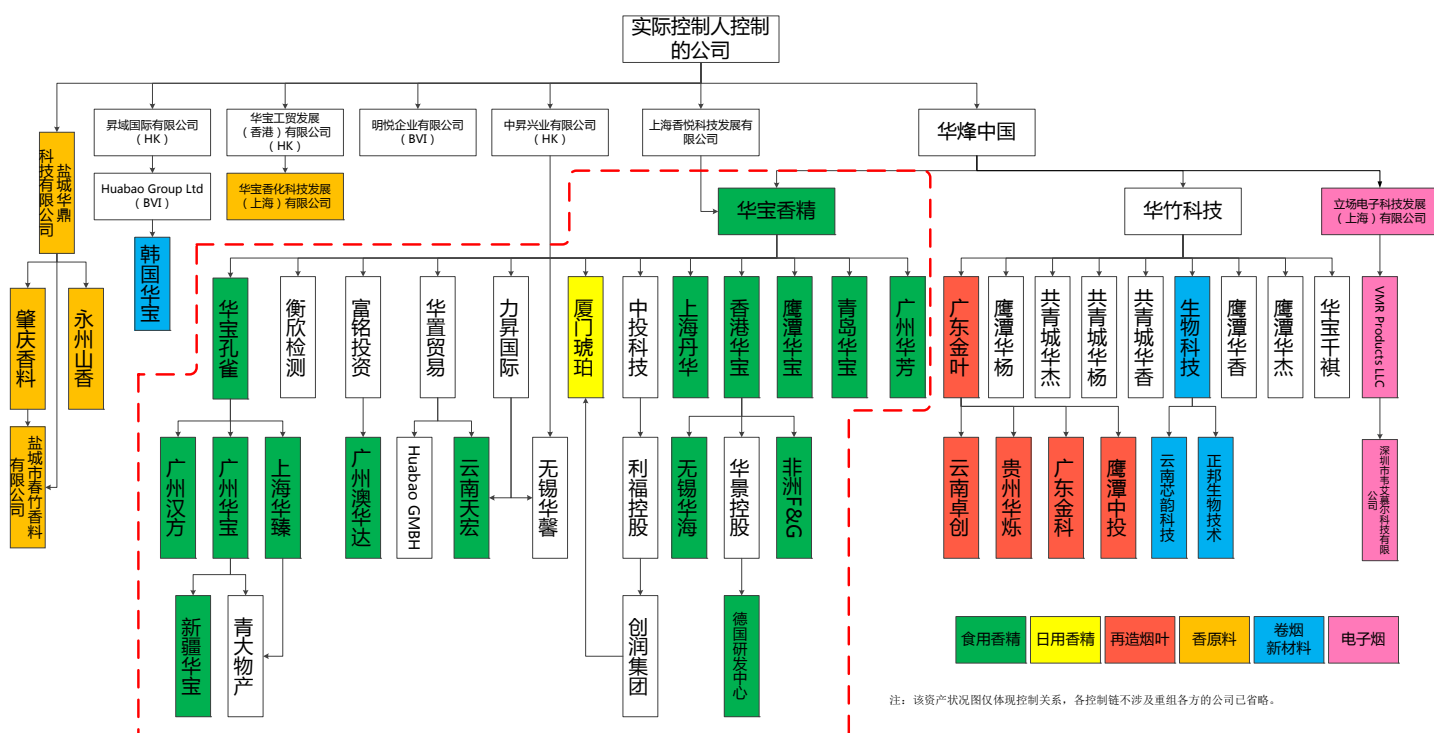 实际控制人控制
的公司
昇域国际有限公司
（HK）
华宝工贸发展
（香港）有限公司
（HK）
明悦企业有限公司
（BVI）
中昇兴业有限公司
（HK）
上海香悦科技发展有
限公司
华烽中国
盐城华鼎
科技有限公司
Huabao Group Ltd
（BVI）
华宝香化科技发展
（上海）有限公司
华宝香精
华竹科技
立场电子科技发展
（上海）有限公司
韩国华宝
肇庆香料
永州山香
华宝孔雀
衡欣检测
富铭投资
华置贸易
力昇国际
厦门琥珀
中投科技
上海丹华
香港华宝
鹰潭华宝
青岛华宝
广州华芳
广东金叶
鹰潭华杨
共青城华杰
共青城华杨
共青城华香
生物科技
鹰潭华香
鹰潭华杰
华宝千祺
VMR Products LLC
盐城市春竹香料
有限公司
广州汉方
广州华宝
上海华臻
广州澳华达
Huabao GMBH
云南天宏
无锡华馨
利福控股
无锡华海
华景控股
非洲F&G
云南卓创
贵州华烁
广东金科
鹰潭中投
云南芯韵科技
正邦生物技术
深圳市韦艾慕尔科技有限
公司
新疆华宝
青大物产
创润集团
德国研发中心
食用香精
日用香精
再造烟叶
香原料
卷烟
新材料
电子烟
注：该资产状况图仅体现控制关系，各控制链不涉及重组各方的公司已省略。